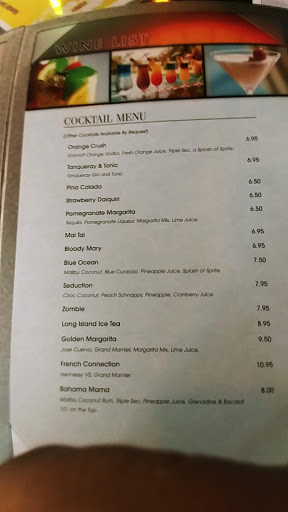 WINE LIST
COCKTAIL MENU
(Other Cocktails Available By Request)
Orange Crush 6.95
Smirnoff Orange Vodka, Fresh Orange Juice, Triple Sec, a Splash of Sprite.
Tanqueray & Tonic 6.95
Tanqueray Gin and Tonic
Pina Colada 6.50
Strawberry Daiquiri 6.50
Pomegranate Margarita 6.50
Tequila, Pomegranate Liqueur, Margarita Mix, Lime Juice
Mai Tai 6.95
Bloody Mary 6.95
Blue Ocean 7.50
Malibu Coconut, Blue Curacao, Pineapple Juice, Splash of Sprite.
Seduction 7.95
Ciroc Coconut, Peach Schnapps, Pineapple, Cranberry Juice
Zombie 7.95
Long Island Ice Tea 8.95
Golden Margarita 9.50
Jose Cuervo, Grand Marnier, Margarita Mix, Lime Juice.
French Connection 10.95
Hennessy VS, Grand Marnier
Bahama Mama 8.00
Malibu Coconut Rum, Triple Sec, Pineapple Juice, Grenadine & Bacardi
151 on the Top